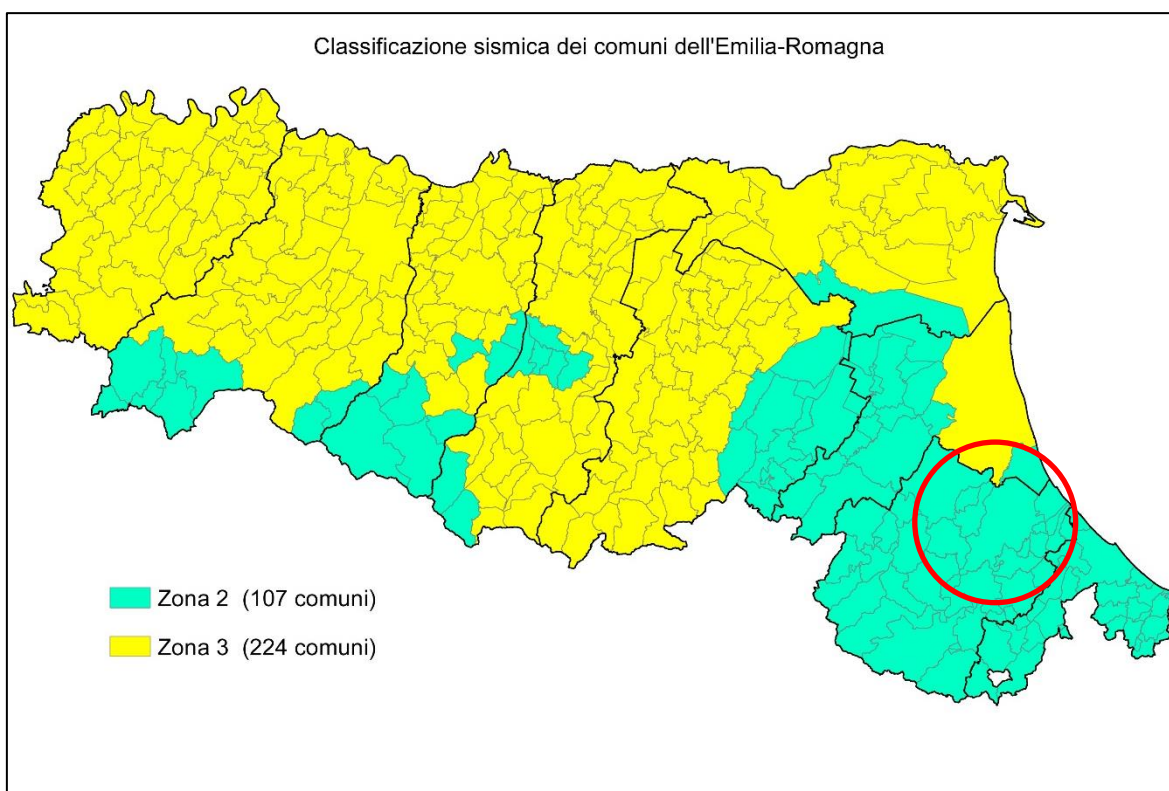 Classificazione sismica dei comuni dell'Emilia-Romagna
Zona 2 (107 comuni)
Zona 3 (224 comuni)